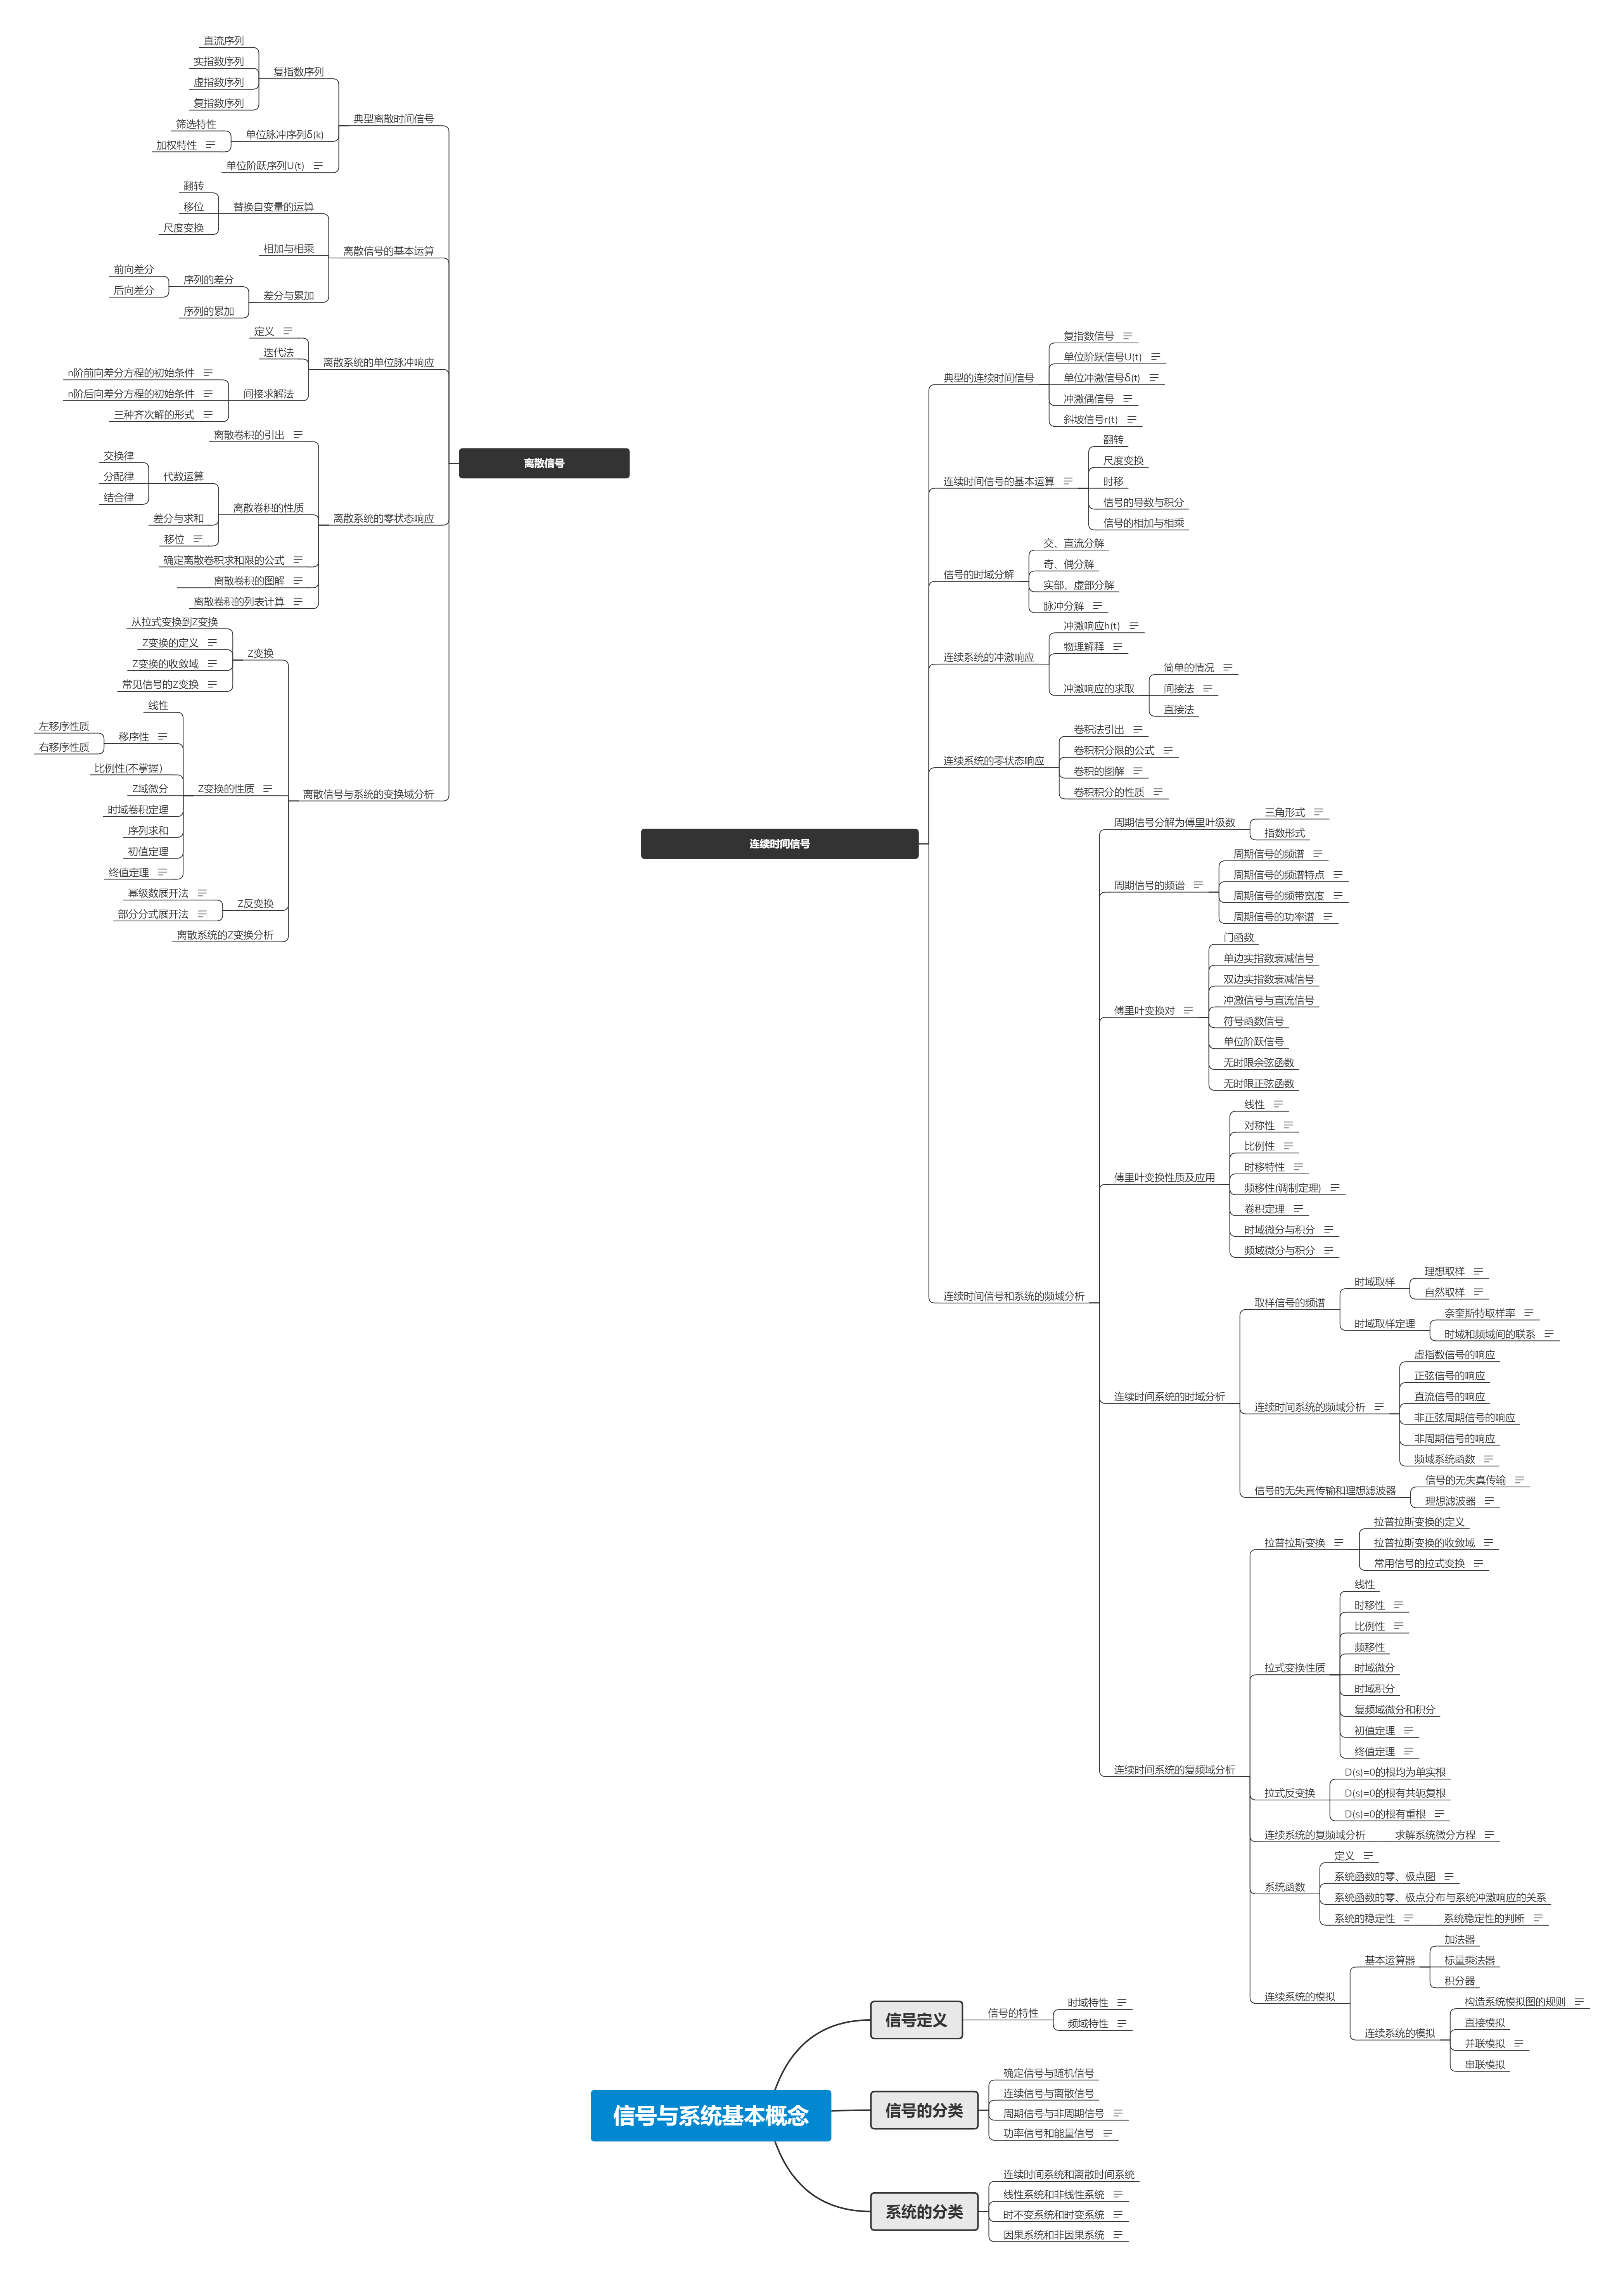 离散信号
典型离散时间信号
复指数序列
直流序列
实指数序列
虚指数序列
复指数序列
单位脉冲序列δ(k)
筛选特性
加权特性
单位阶跃序列U(t)
离散信号的基本运算
替换自变量的运算
翻转
移位
尺度变换
相加与相乘
差分与累加
序列的差分
前向差分
后向差分
序列的累加
离散系统的单位脉冲响应
定义
迭代法
间接求解法
n阶前向差分方程的初始条件
n阶后向差分方程的初始条件
三种齐次解的形式
离散系统的零状态响应
离散卷积的引出
离散卷积的性质
代数运算
交换律
分配律
结合律
差分与求和
移位
确定离散卷积求和限的公式
离散卷积的图解
离散卷积的列表计算
离散信号与系统的变换域分析
Z变换
从拉式变换到Z变换
Z变换的定义
Z变换的收敛域
常见信号的Z变换
Z变换的性质
线性
移序性
左移序性质
右移序性质
比例性(不掌握)
Z域微分
时域卷积定理
序列求和
初值定理
终值定理
Z反变换
幂级数展开法
部分分式展开法
离散系统的Z变换分析
连续时间信号
典型的连续时间信号
复指数信号
单位阶跃信号U(t)
单位冲激信号δ(t)
冲激偶信号
斜坡信号r(t)
连续时间信号的基本运算
翻转
尺度变换
时移
信号的导数与积分
信号的相加与相乘
信号的时域分解
交、直流分解
奇、偶分解
实部、虚部分解
脉冲分解
连续系统的冲激响应
冲激响应h(t)
物理解释
冲激响应的求取
简单的情况
间接法
直接法
连续系统的零状态响应
卷积法引出
卷积积分限的公式
卷积的图解
卷积积分的性质
连续时间信号和系统的频域分析
周期信号分解为傅里叶级数
三角形式
指数形式
周期信号的频谱
周期信号的频谱
周期信号的频谱特点
周期信号的频带宽度
周期信号的功率谱
傅里叶变换对
门函数
单边实指数衰减信号
双边实指数衰减信号
冲激信号与直流信号
符号函数信号
单位阶跃信号
无时限余弦函数
无时限正弦函数
傅里叶变换性质及应用
线性
对称性
比例性
时移特性
频移性(调制定理)
卷积定理
时域微分与积分
频域微分与积分
连续时间系统的时域分析
取样信号的频谱
时域取样
理想取样
自然取样
时域取样定理
奈奎斯特取样率
时域和频域间的联系
连续时间系统的频域分析
虚指数信号的响应
正弦信号的响应
直流信号的响应
非正弦周期信号的响应
非周期信号的响应
频域系统函数
信号的无失真传输和理想滤波器
信号的无失真传输
理想滤波器
连续时间系统的复频域分析
拉普拉斯变换
拉普拉斯变换的定义
拉普拉斯变换的收敛域
常用信号的拉式变换
拉式变换性质
线性
时移性
比例性
频移性
时域微分
时域积分
复频域微分和积分
初值定理
终值定理
拉式反变换
D(s)=0的根均为单实根
D(s)=0的根有共轭复根
D(s)=0的根有重根
连续系统的复频域分析
求解系统微分方程
系统函数
定义
系统函数的零、极点图
系统函数的零、极点分布与系统冲激响应的关系
系统的稳定性
系统稳定性的判断
连续系统的模拟
基本运算器
加法器
标量乘法器
积分器
连续系统的模拟
构造系统模拟图的规则
直接模拟
并联模拟
串联模拟
信号与系统基本概念
信号定义
信号的特性
时域特性
频域特性
信号的分类
确定信号与随机信号
连续信号与离散信号
周期信号与非周期信号
功率信号和能量信号
系统的分类
连续时间系统和离散时间系统
线性系统和非线性系统
时不变系统和时变系统
因果系统和非因果系统